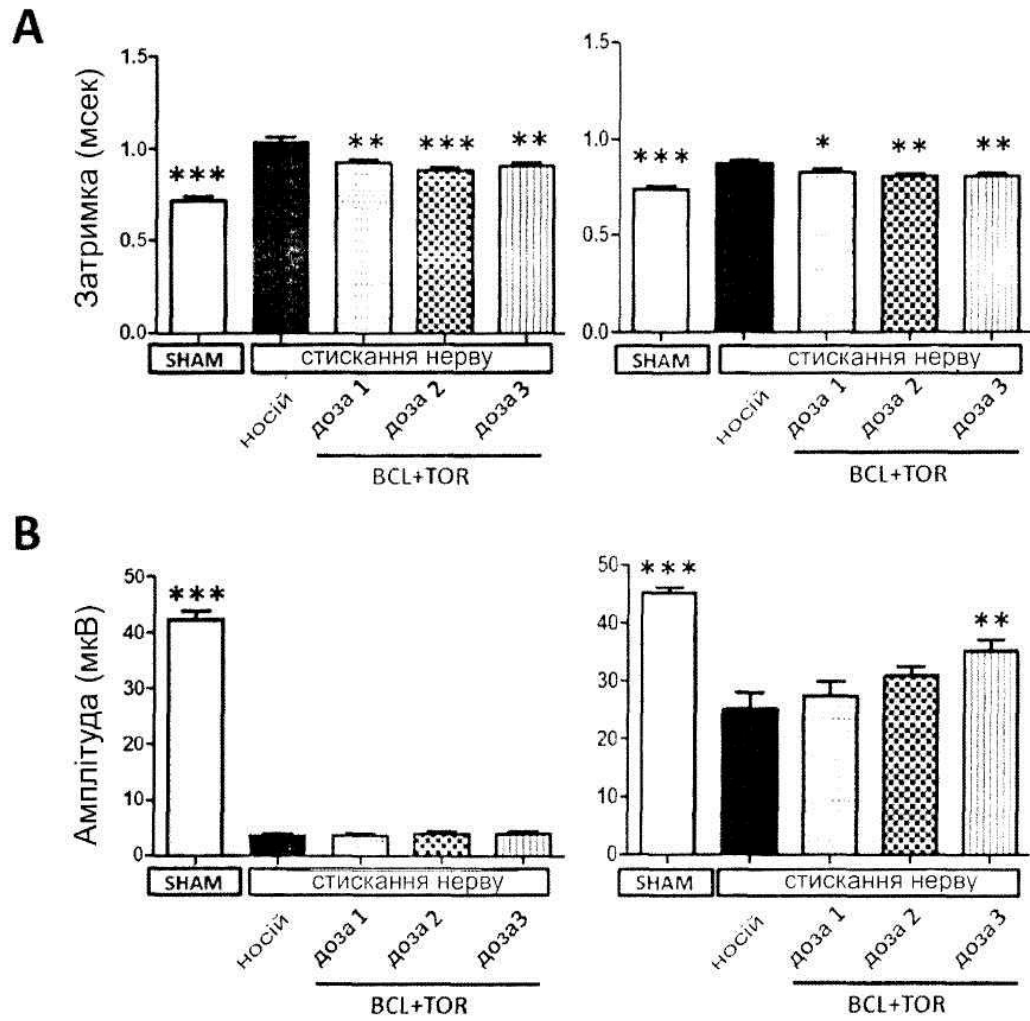 A
Затримка (мсек)
1.5
1.0
0.5
0.0
***
**
***
**
SHAM
стискання нерву
носій
доза 1
доза 2
доза 3
BCL+TOR
1.5
1.0
0.5
0.0
***
*
**
**
SHAM
стискання нерву
носій
доза 1
доза 2
доза 3
BCL+TOR
B
Амплітуда (мкВ)
50
40
30
20
10
0
***
SHAM
стискання нерву
носій
доза 1
доза 2
доза3
BCL+TOR
50
40
30
20
10
0
***
**
SHAM
стискання нерву
носій
доза 1
доза 2
доза 3
BCL+TOR